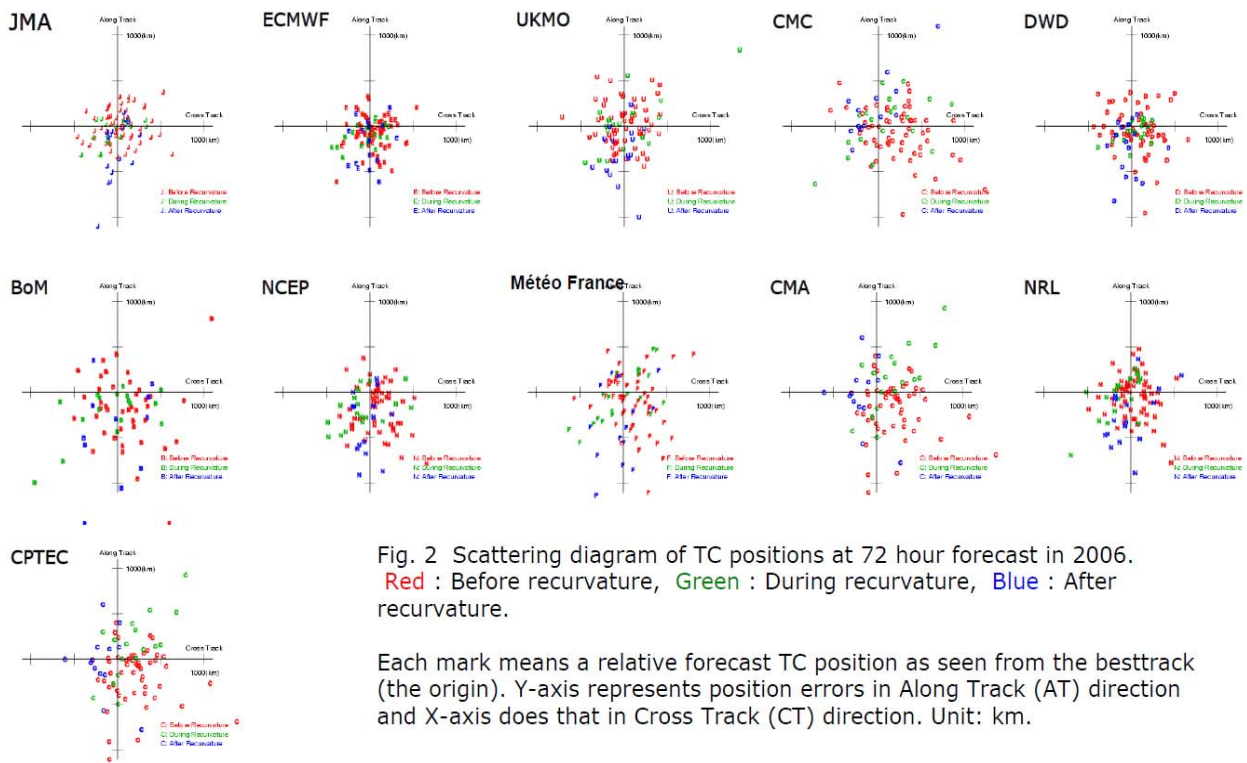 JMA
Along Track
1000(km)
Cross Track
1000(km)
J: Before Recurvature
J: During Recurvature
J: After Recurvature
ECMWF
Along Track
1000(km)
Cross Track
1000(km)
E: Before Recurvature
E: During Recurvature
E: After Recurvature
UKMO
Along Track
1000(km)
Cross Track
1000(km)
U: Before Recurvature
U: During Recurvature
U: After Recurvature
CMC
Along Track
1000(km)
Cross Track
1000(km)
C: Before Recurvature
C: During Recurvature
C: After Recurvature
DWD
Along Track
1000(km)
Cross Track
1000(km)
D: Before Recurvature
D: During Recurvature
D: After Recurvature
BoM
Along Track
1000(km)
Cross Track
1000(km)
B: Before Recurvature
B: During Recurvature
B: After Recurvature
NCEP
Along Track
1000(km)
Cross Track
1000(km)
N: Before Recurvature
N: During Recurvature
N: After Recurvature
Météo France
Along Track
1000(km)
Cross Track
1000(km)
F: Before Recurvature
F: During Recurvature
F: After Recurvature
CMA
Along Track
1000(km)
Cross Track
1000(km)
C: Before Recurvature
C: During Recurvature
C: After Recurvature
NRL
Along Track
1000(km)
Cross Track
1000(km)
N: Before Recurvature
N: During Recurvature
N: After Recurvature
CPTEC
Along Track
1000(km)
Cross Track
1000(km)
C: Before Recurvature
C: During Recurvature
C: After Recurvature
Fig. 2 Scattering diagram of TC positions at 72 hour forecast in 2006.
Red : Before recurvature, Green : During recurvature, Blue : After
recurvature.
Each mark means a relative forecast TC position as seen from the besttrack
(the origin). Y-axis represents position errors in Along Track (AT) direction
and X-axis does that in Cross Track (CT) direction. Unit: km.